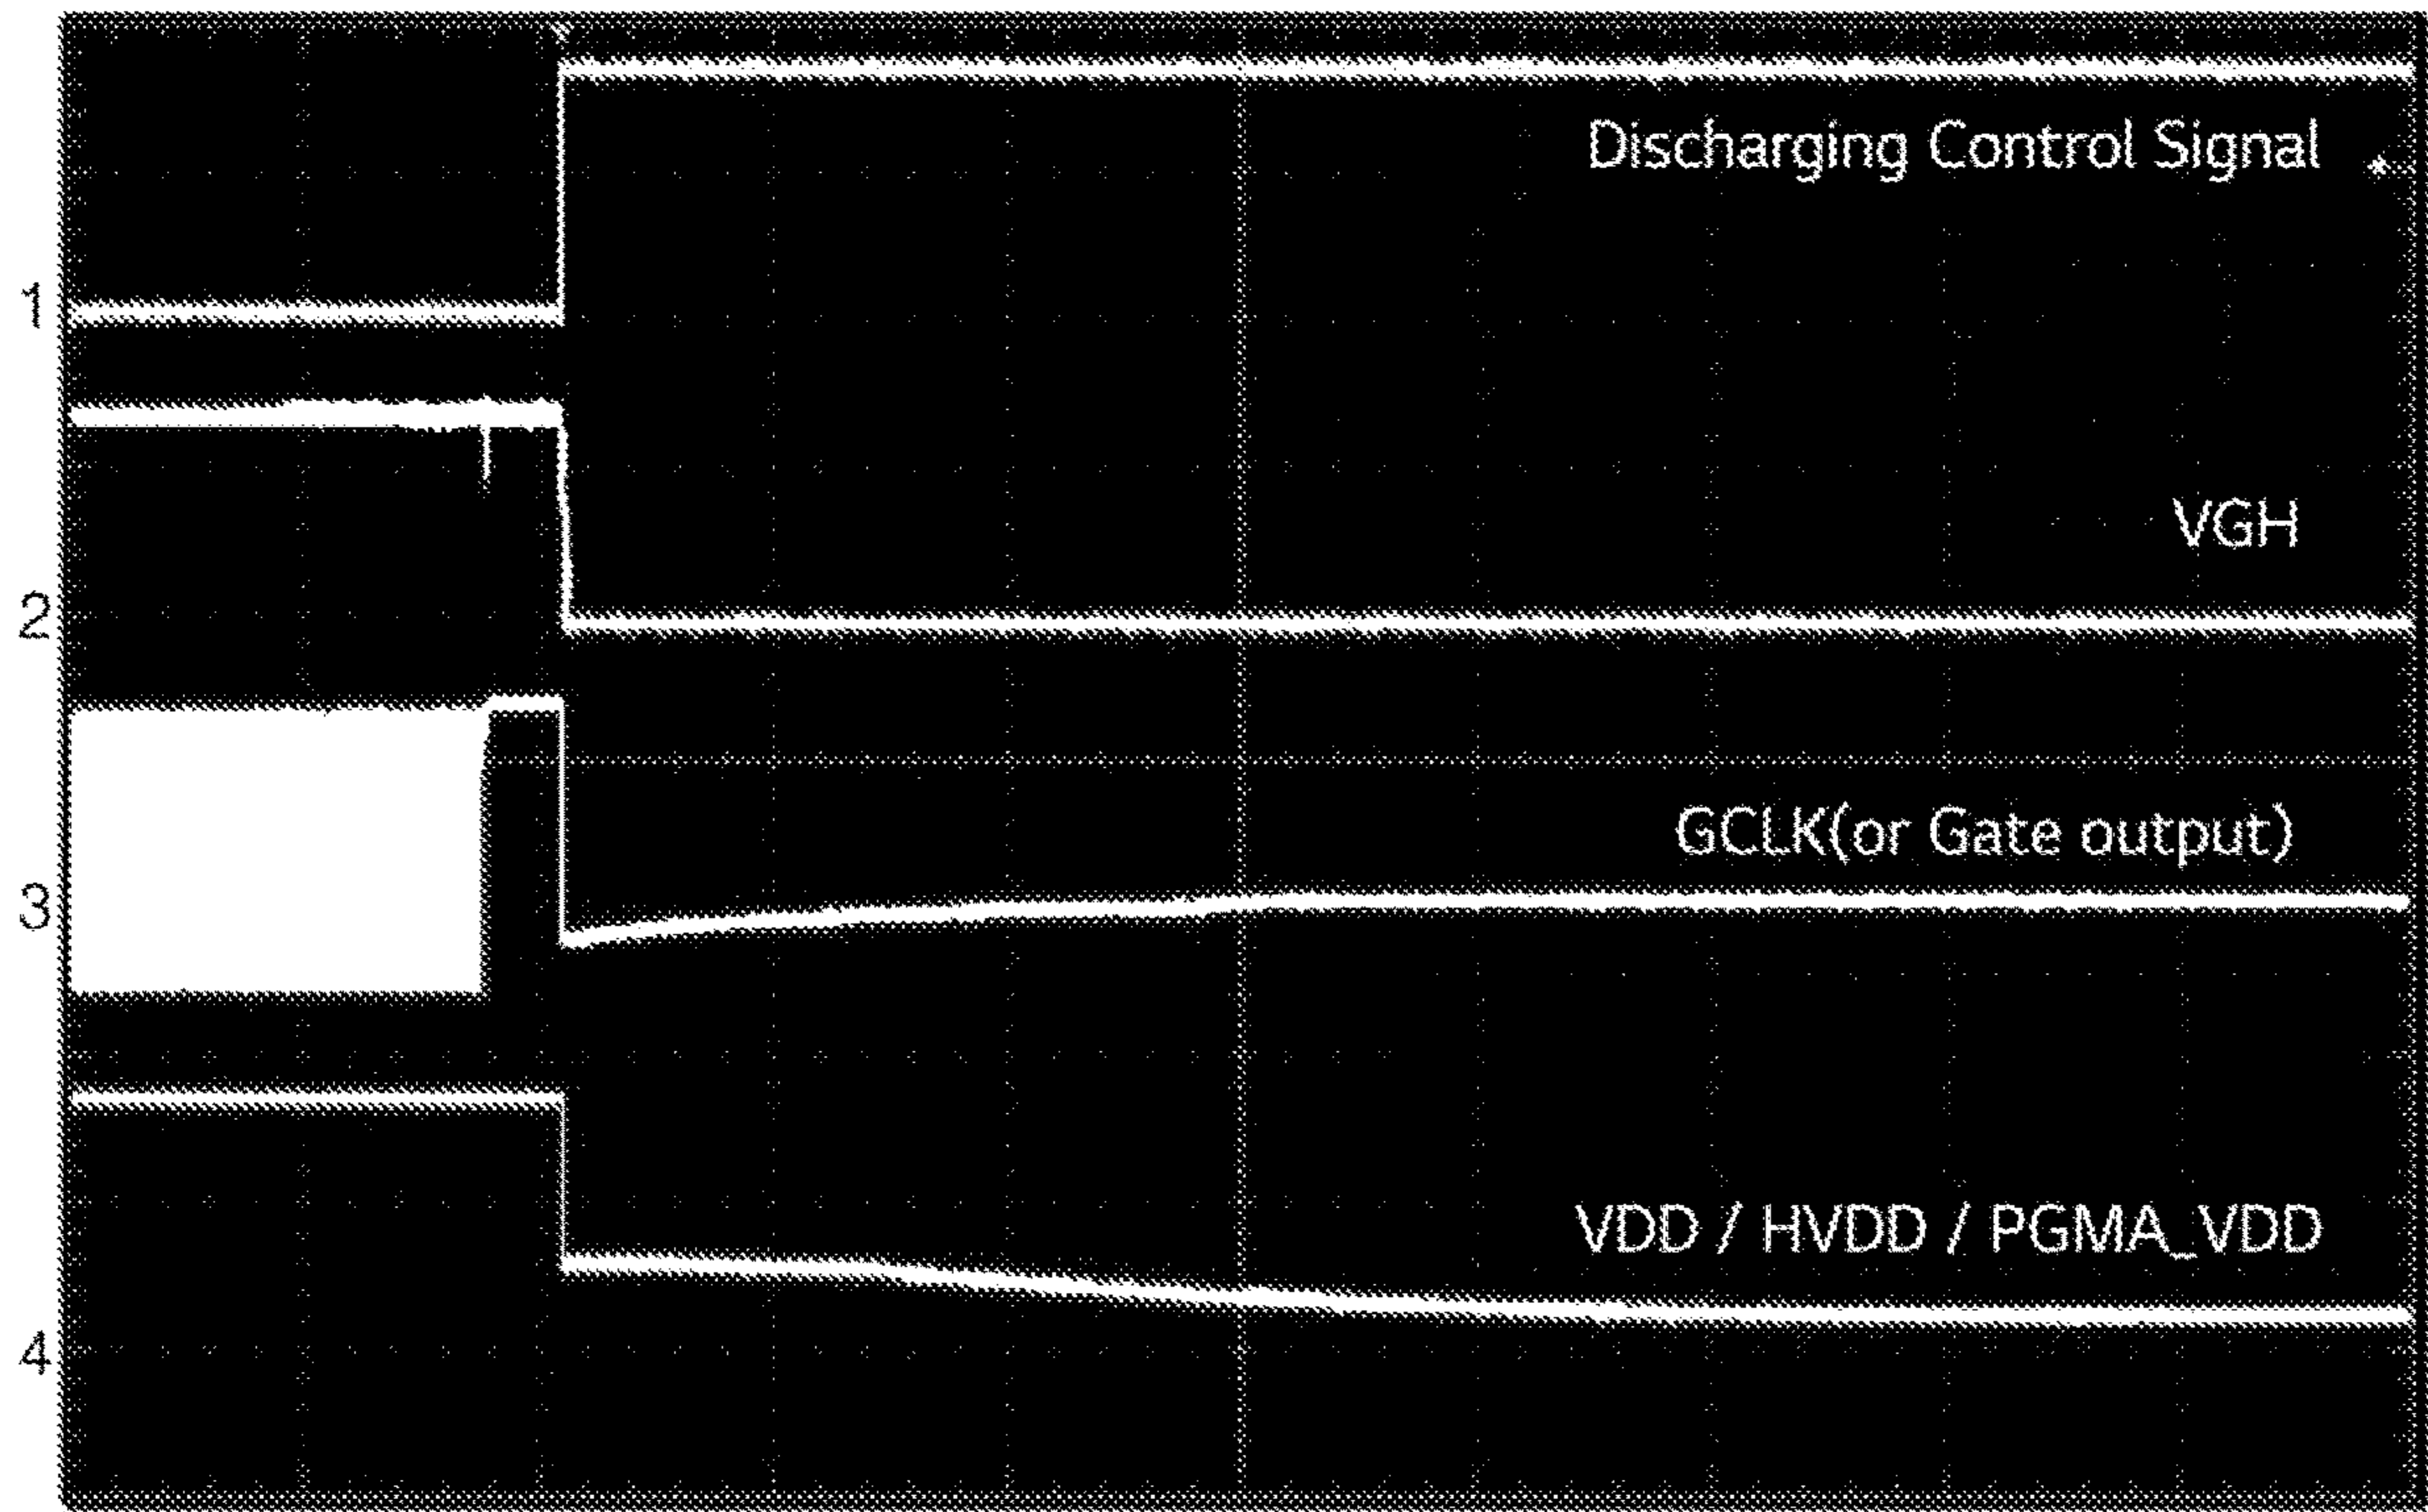 1
Discharging Control Signal
2
VGH
3
GCLK(or Gate output)
4
VDD / HVDD / PGMA_VDD